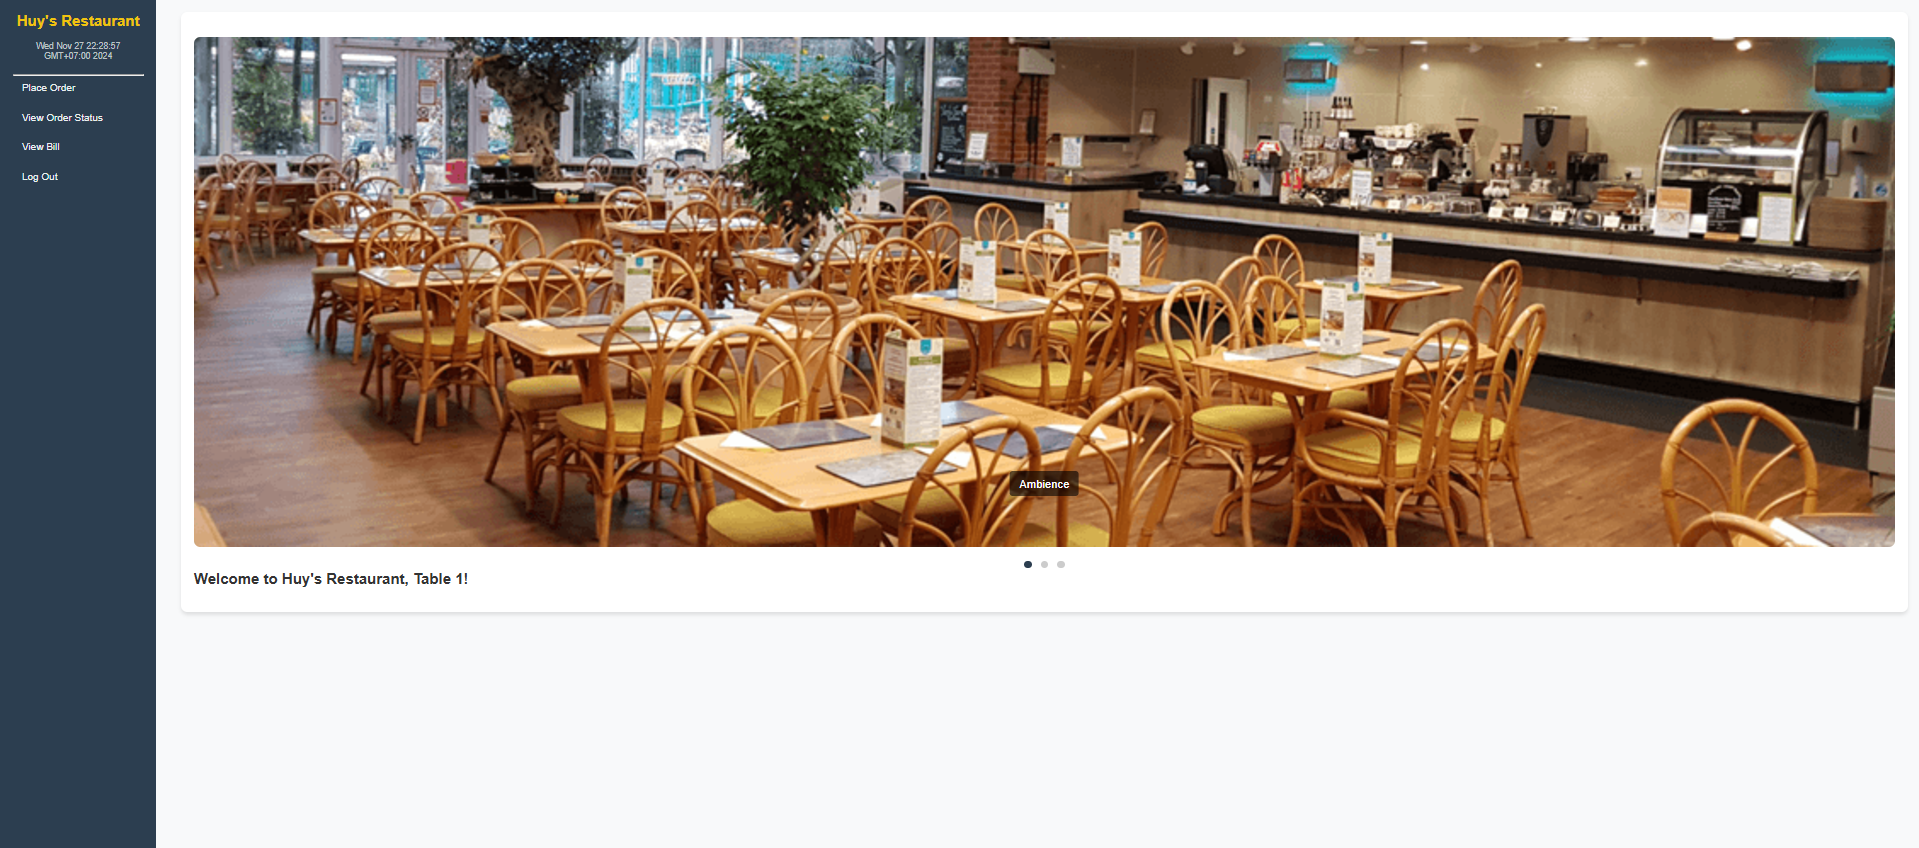 Huy's Restaurant
Wed Nov 27 22:28:57
GMT+07:00 2024
Place Order
View Order Status
View Bill
Log Out
Ambience
Welcome to Huy's Restaurant, Table 1!